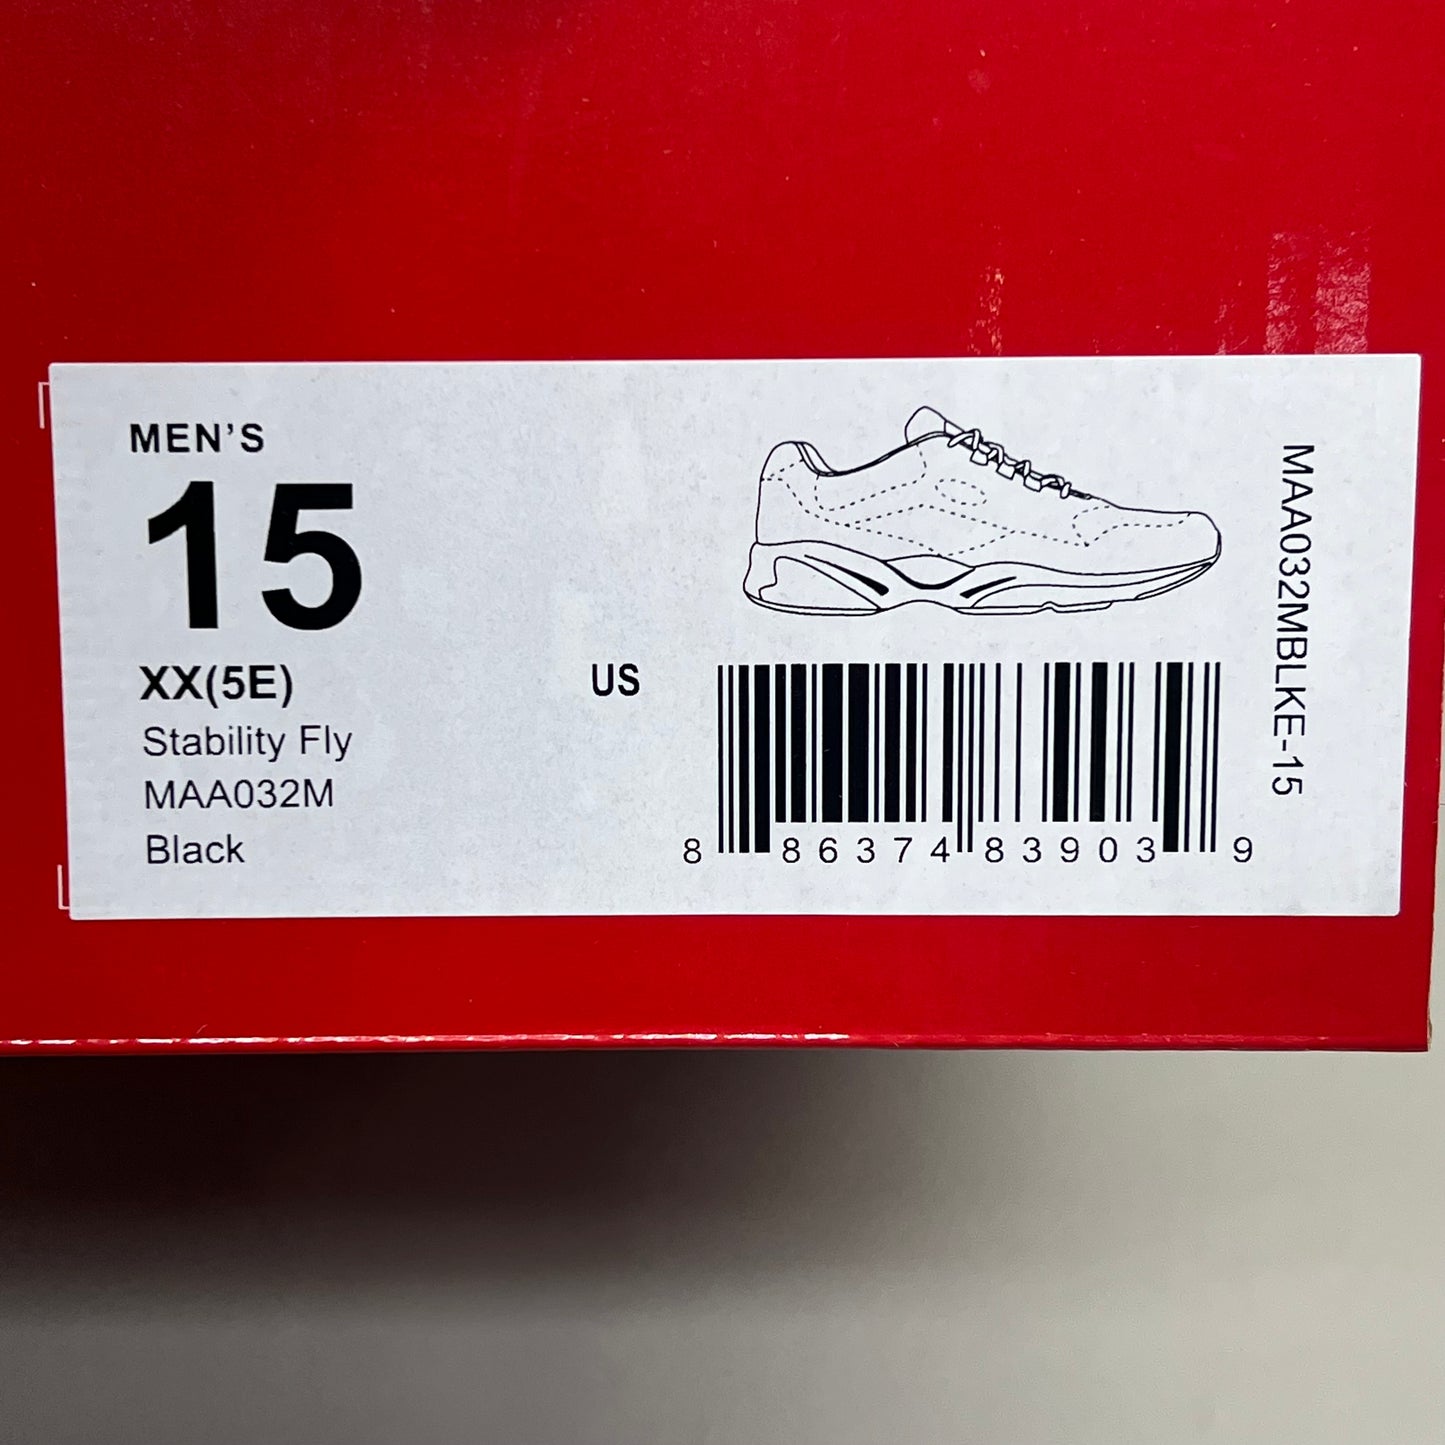 MEN'S
15
XX(5E)
US
Stability Fly
MAA032M
Black
8 86374 83903 9
MAA032MBLKE-15